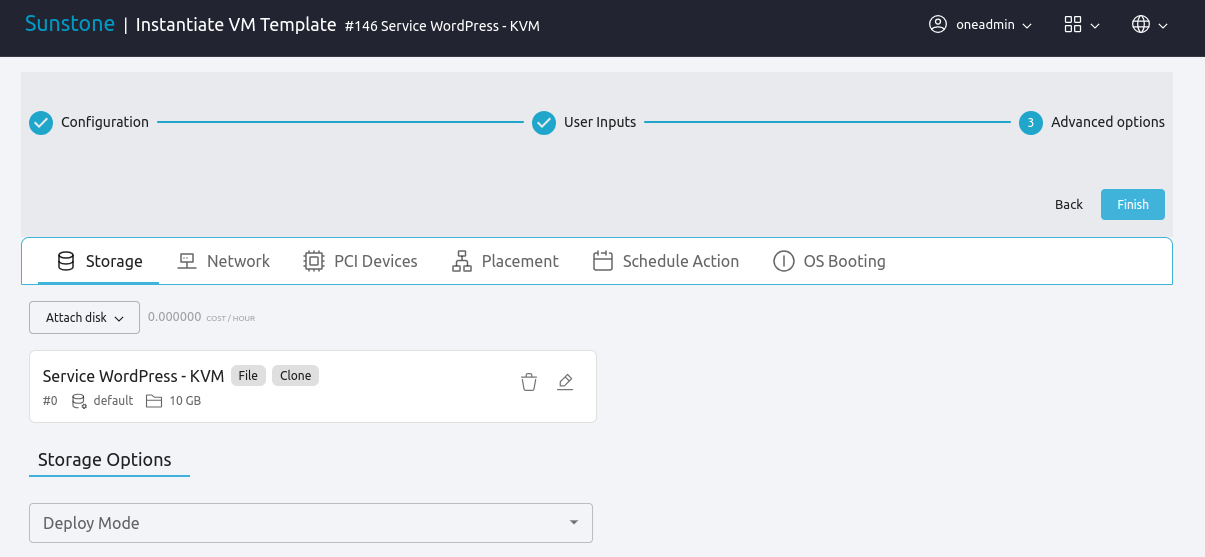 Sunstone | Instantiate VM Template #146 Service WordPress - KVM oneadmin
Configuration User Inputs 3 Advanced options
Back Finish
Storage Network PCI Devices Placement Schedule Action OS Booting
Attach disk 0.000000 COST / HOUR
Service WordPress - KVM File Clone
#0 default 10 GB
Storage Options
Deploy Mode